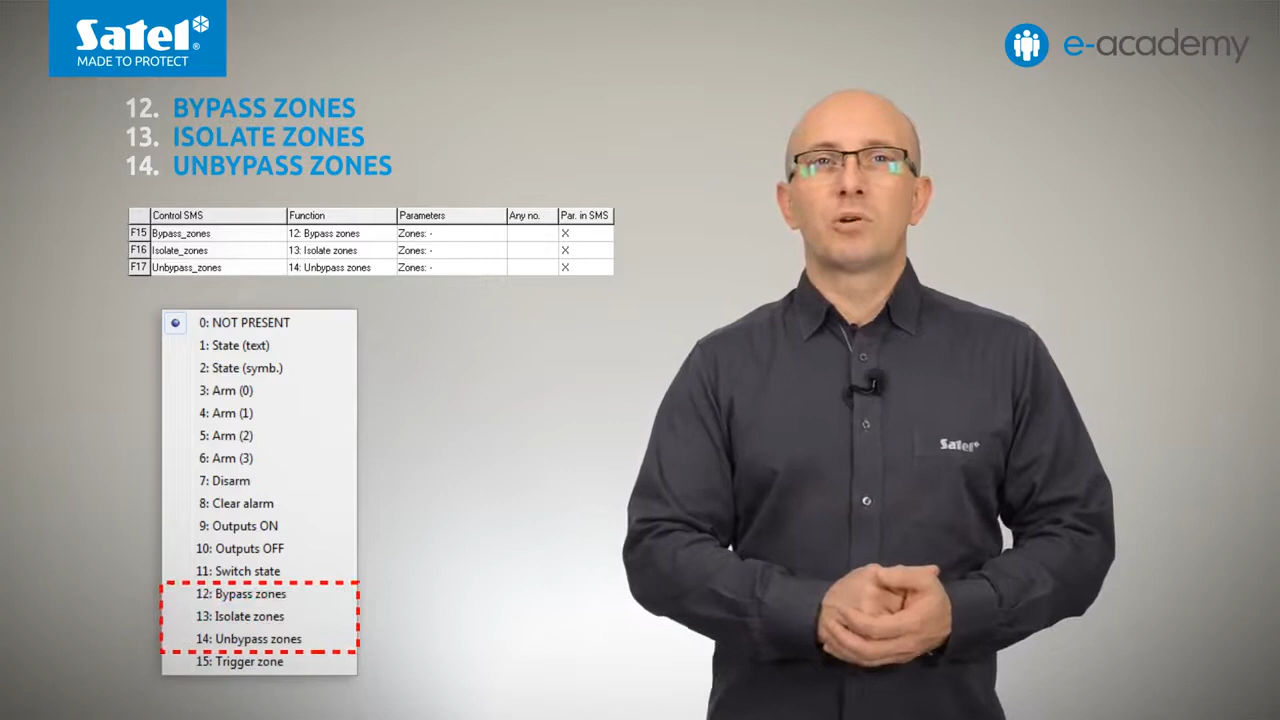 Satel®
MADE TO PROTECT
e-academy
12. BYPASS ZONES
13. ISOLATE ZONES
14. UNBYPASS ZONES
Control SMS Function Parameters Any no. Par. in SMS
F15 Bypass_zones 12: Bypass zones Zones: - X
F16 Isolate_zones 13: Isolate zones Zones: - X
F17 Unbypass_zones 14: Unbypass zones Zones: - X
0: NOT PRESENT
1: State (text)
2: State (symb.)
3: Arm (0)
4: Arm (1)
5: Arm (2)
6: Arm (3)
7: Disarm
8: Clear alarm
9: Outputs ON
10: Outputs OFF
11: Switch state
12: Bypass zones
13: Isolate zones
14: Unbypass zones
15: Trigger zone
Satel